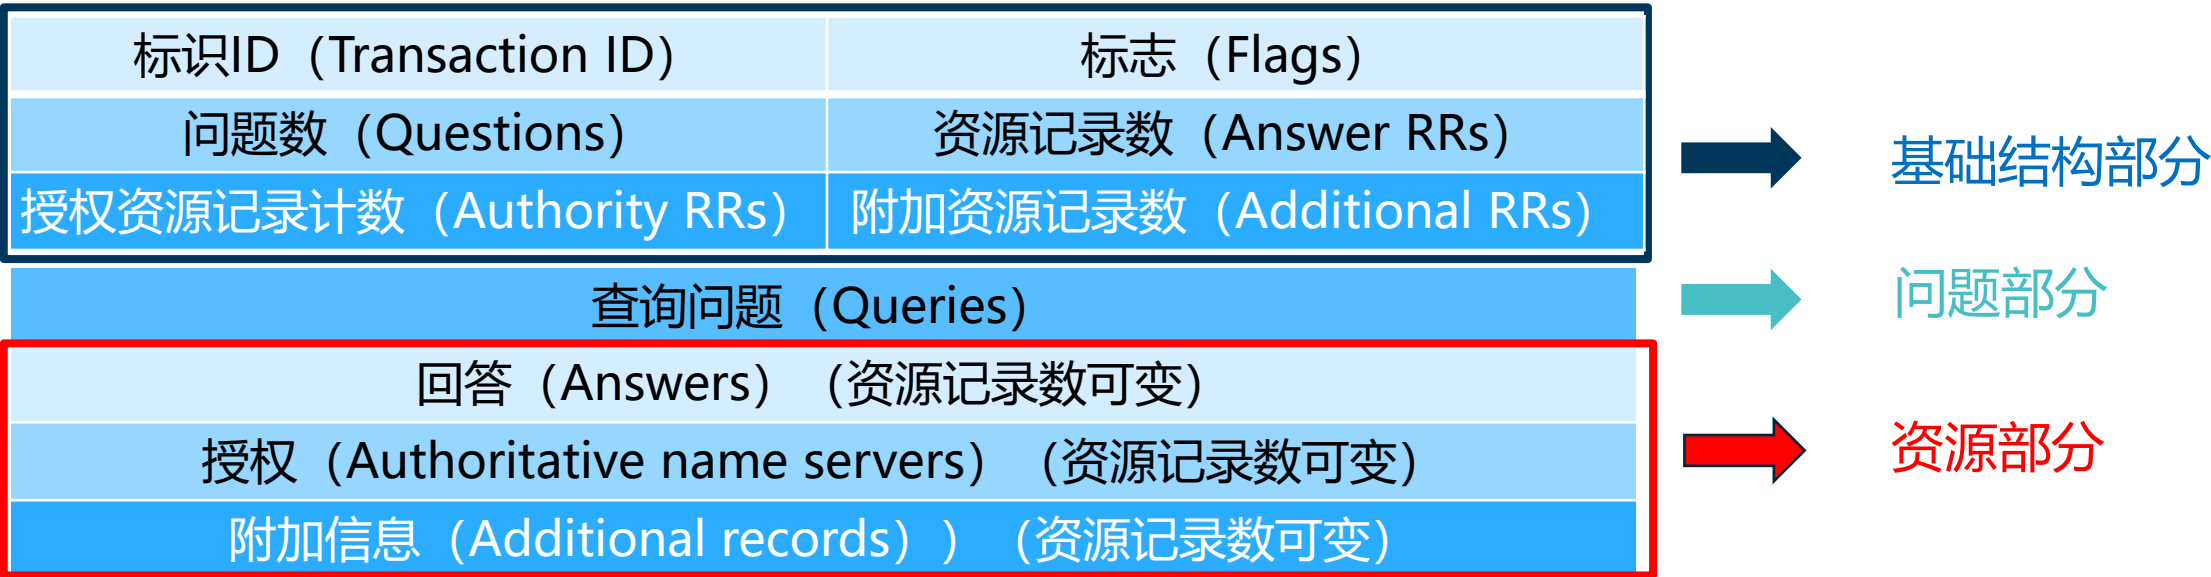 标识ID（Transaction ID）
标志（Flags）
问题数（Questions）
资源记录数（Answer RRs）
授权资源记录计数（Authority RRs）
附加资源记录数（Additional RRs）
基础结构部分
查询问题（Queries）
问题部分
回答（Answers）（资源记录数可变）
授权（Authoritative name servers）（资源记录数可变）
附加信息（Additional records））（资源记录数可变）
资源部分